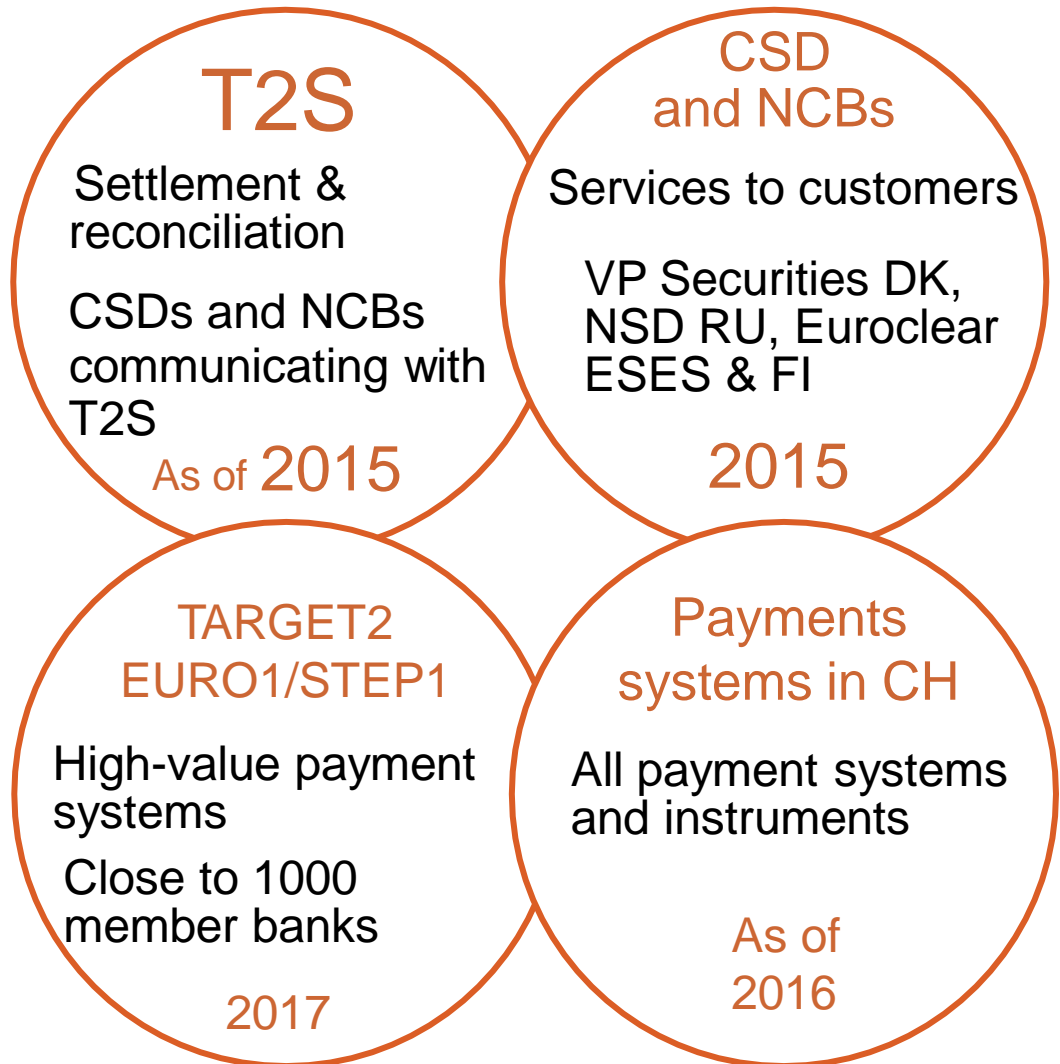 T2S
Settlement &
reconciliation
CSDs and NCBs
communicating with
T2S
As of 2015
CSD
and NCBs
Services to customers
VP Securities DK,
NSD RU, Euroclear
ESES & FI
2015
TARGET2
EURO1/STEP1
High-value payment
systems
Close to 1000
member banks
2017
Payments
systems in CH
All payment systems
and instruments
As of
2016